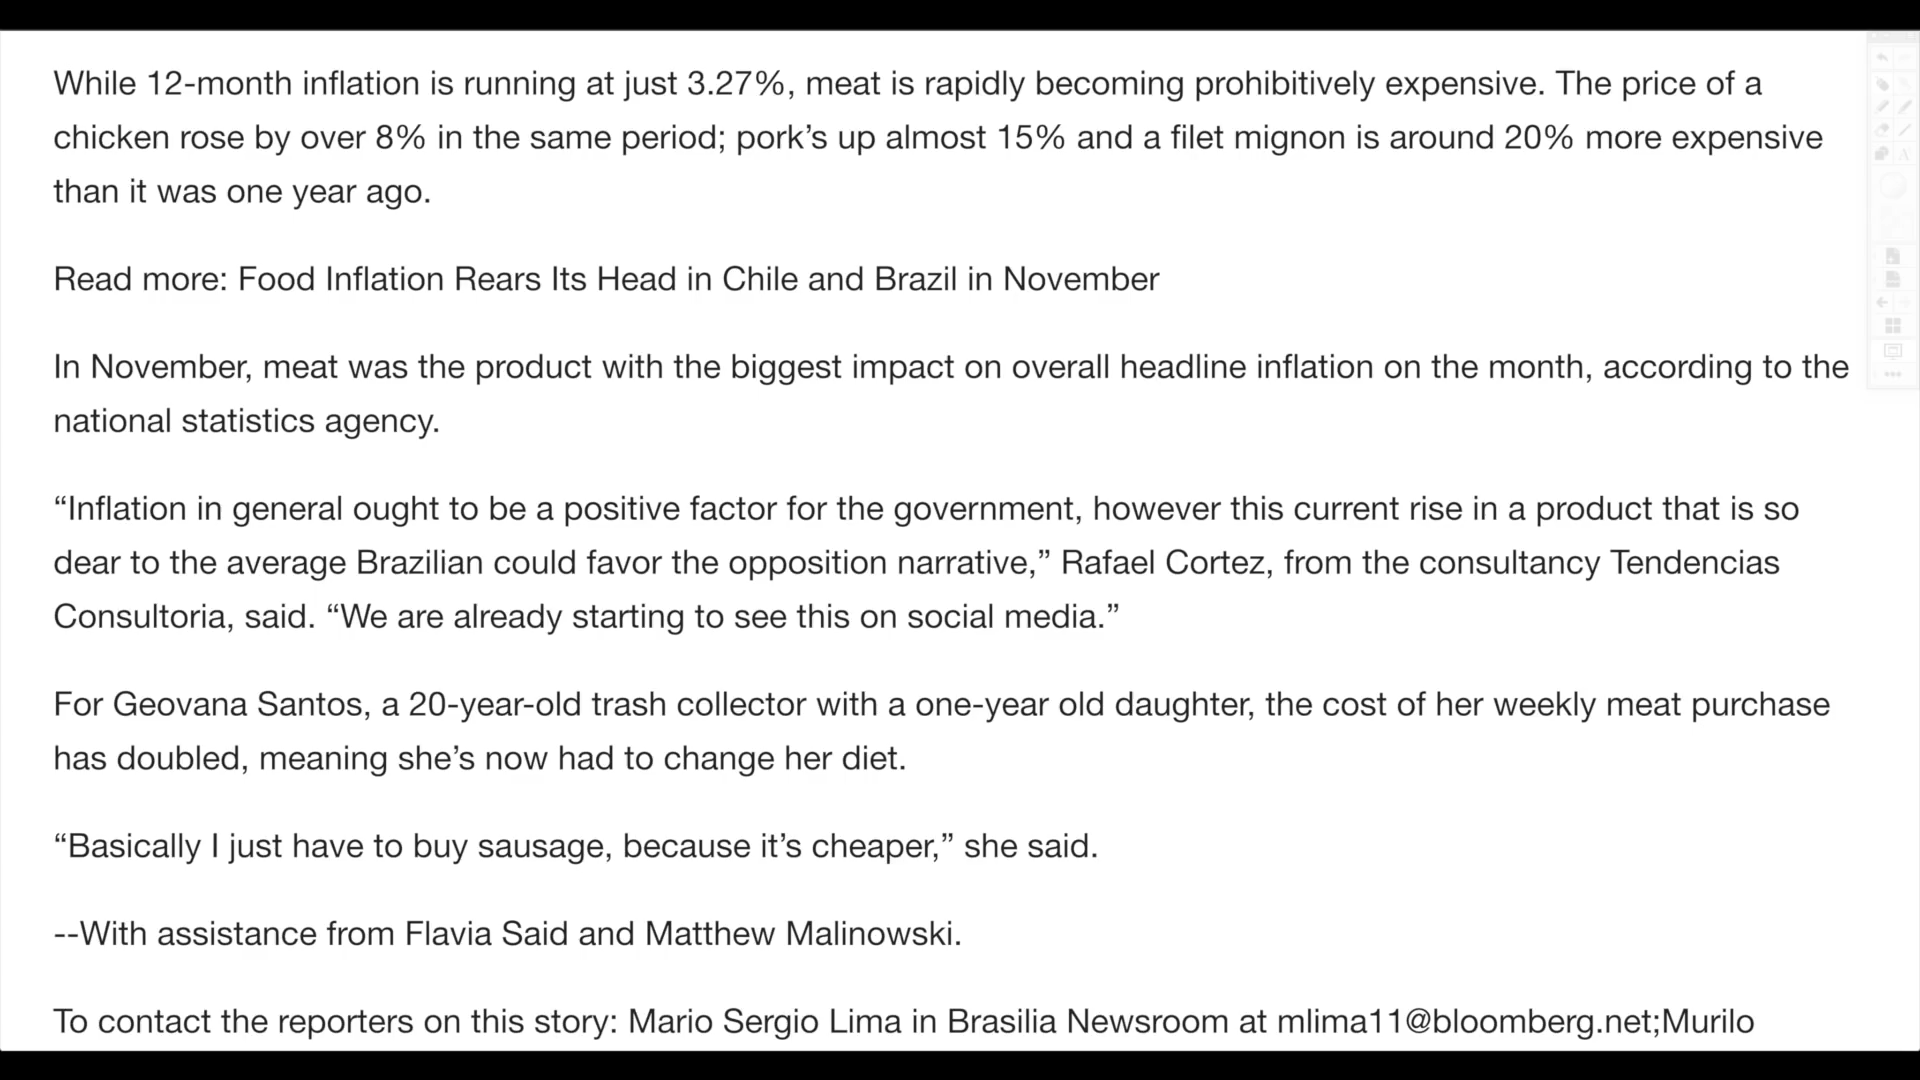 While 12-month inflation is running at just 3.27%, meat is rapidly becoming prohibitively expensive. The price of a
chicken rose by over 8% in the same period; pork’s up almost 15% and a filet mignon is around 20% more expensive
than it was one year ago.
Read more: Food Inflation Rears Its Head in Chile and Brazil in November
In November, meat was the product with the biggest impact on overall headline inflation on the month, according to the
national statistics agency.
“Inflation in general ought to be a positive factor for the government, however this current rise in a product that is so
dear to the average Brazilian could favor the opposition narrative,” Rafael Cortez, from the consultancy Tendencias
Consultoria, said. “We are already starting to see this on social media.”
For Geovana Santos, a 20-year-old trash collector with a one-year old daughter, the cost of her weekly meat purchase
has doubled, meaning she’s now had to change her diet.
“Basically I just have to buy sausage, because it’s cheaper,” she said.
--With assistance from Flavia Said and Matthew Malinowski.
To contact the reporters on this story: Mario Sergio Lima in Brasilia Newsroom at mlima11@bloomberg.net;Murilo